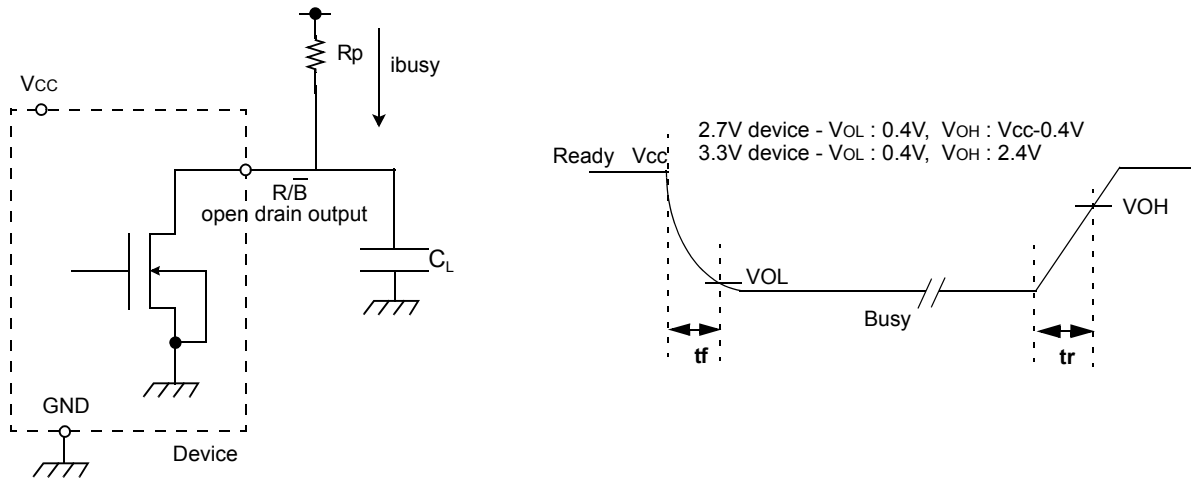 Rp
ibusy
VCC
R/B̅
open drain output
CL
GND
Device
2.7V device - VOL : 0.4V, VOH : Vcc-0.4V
3.3V device - VOL : 0.4V, VOH : 2.4V
Ready Vcc
VOH
VOL
Busy
tf
tr